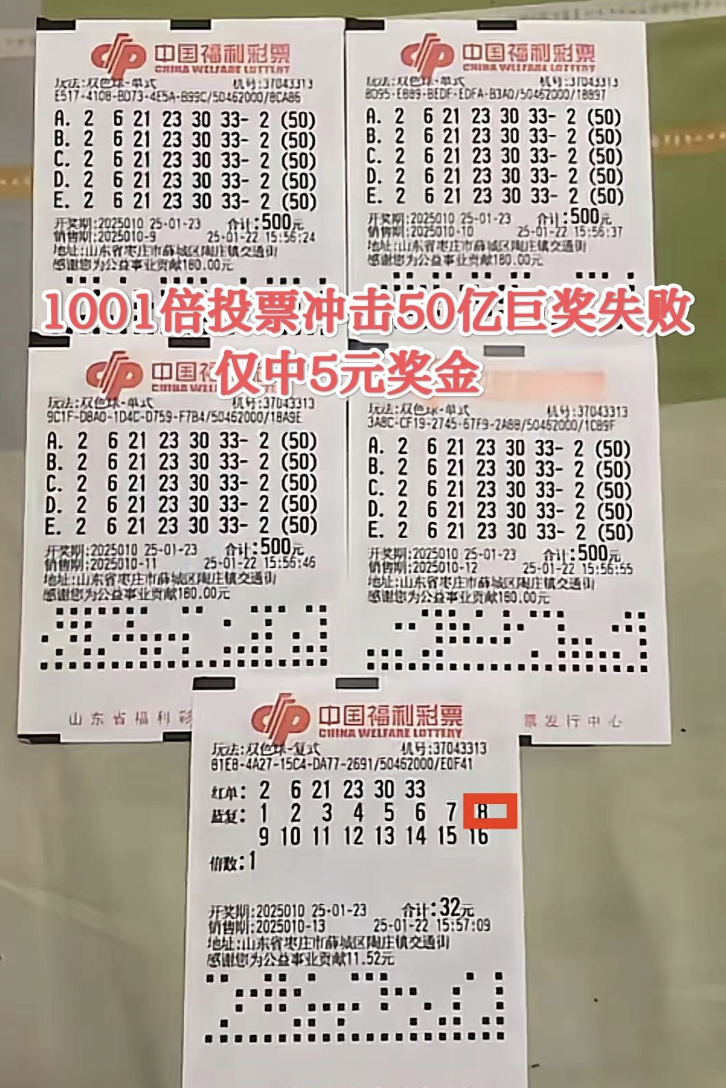 中国福利彩票
CHINA WELFARE LOTTERY
玩法:双色球-单式 机号:37043313
E517-4108-BD73-4E5A-B99C/50462000/8CA86
A. 2 6 21 23 30 33- 2 (50)
B. 2 6 21 23 30 33- 2 (50)
C. 2 6 21 23 30 33- 2 (50)
D. 2 6 21 23 30 33- 2 (50)
E. 2 6 21 23 30 33- 2 (50)
开奖期:2025010 25-01-23 合计:500元
销售期:2025010-9 25-01-22 15:56:24
地址:山东省枣庄市薛城区陶庄镇交通街
感谢您为公益事业贡献180.00元
中国福利彩票
CHINA WELFARE LOTTERY
玩法:双色球-单式 机号:37043313
8D95-E889-BEDF-EDFA-B3A0/50462000/18897
A. 2 6 21 23 30 33- 2 (50)
B. 2 6 21 23 30 33- 2 (50)
C. 2 6 21 23 30 33- 2 (50)
D. 2 6 21 23 30 33- 2 (50)
E. 2 6 21 23 30 33- 2 (50)
开奖期:2025010 25-01-23 合计:500元
销售期:2025010-10 25-01-22 15:56:37
地址:山东省枣庄市薛城区陶庄镇交通街
感谢您为公益事业贡献180.00元
1001倍投票冲击50亿巨奖失败
仅中5元奖金
中国福
CHINA WELFA
玩法:双色球-单式 机号:37043313
9C1F-D8A0-1D4C-D759-F7B4/50462000/18A9E
A. 2 6 21 23 30 33- 2 (50)
B. 2 6 21 23 30 33- 2 (50)
C. 2 6 21 23 30 33- 2 (50)
D. 2 6 21 23 30 33- 2 (50)
E. 2 6 21 23 30 33- 2 (50)
开奖期:2025010 25-01-23 合计:500元
销售期:2025010-11 25-01-22 15:56:46
地址:山东省枣庄市薛城区陶庄镇交通街
感谢您为公益事业贡献180.00元
山东省福利彩
玩法:双色球-单式 机号:37043313
3A8C-CF19-2745-67F9-2A88/50462000/1C89F
A. 2 6 21 23 30 33- 2 (50)
B. 2 6 21 23 30 33- 2 (50)
C. 2 6 21 23 30 33- 2 (50)
D. 2 6 21 23 30 33- 2 (50)
E. 2 6 21 23 30 33- 2 (50)
开奖期:2025010 25-01-23 合计:500元
销售期:2025010-12 25-01-22 15:56:55
地址:山东省枣庄市薛城区陶庄镇交通街
感谢您为公益事业贡献180.00元
票发行中心
中国福利彩票
CHINA WELFARE LOTTERY
玩法:双色球-复式 机号:37043313
81E8-4A27-15C4-DA77-2691/50462000/E0F41
红单: 2 6 21 23 30 33
蓝复: 1 2 3 4 5 6 7 8
9 10 11 12 13 14 15 16
倍数:1
开奖期:2025010 25-01-23 合计:32元
销售期:2025010-13 25-01-22 15:57:09
地址:山东省枣庄市薛城区陶庄镇交通街
感谢您为公益事业贡献11.52元